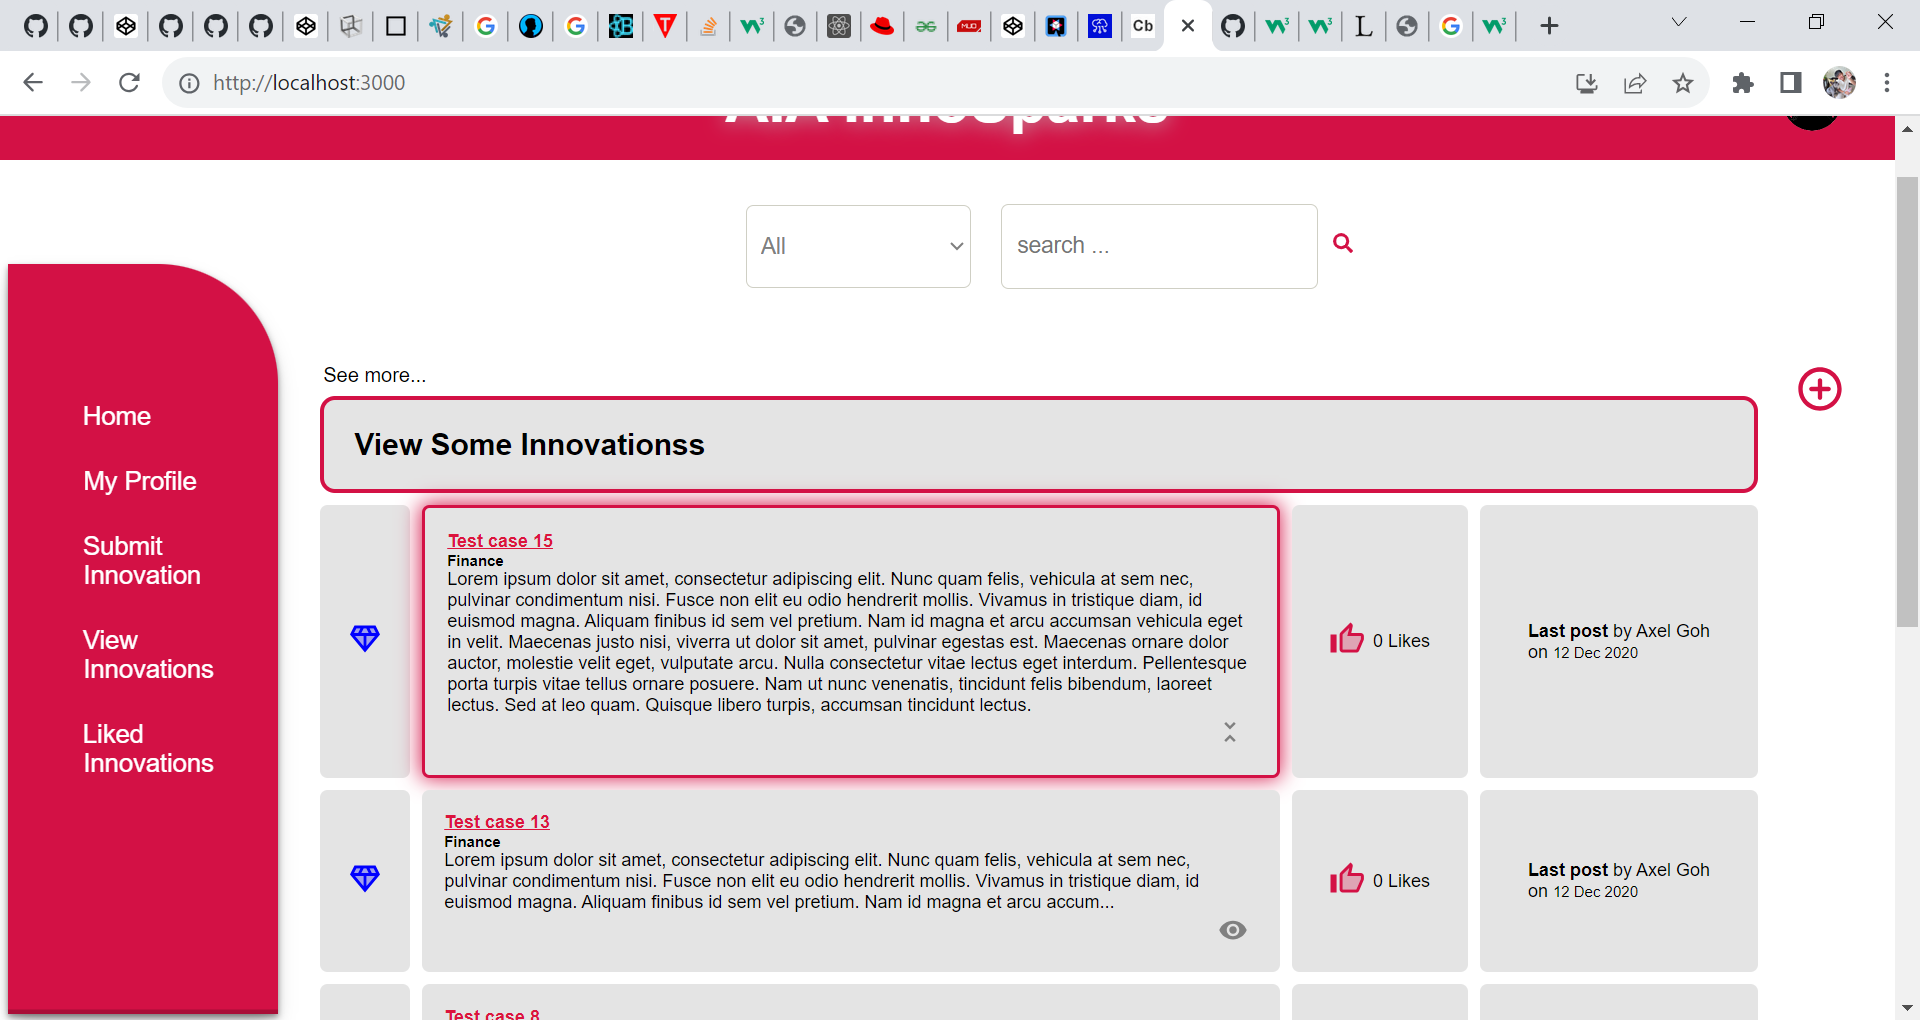 Cb
http://localhost:3000
AIA InnoSparks
All
search ...
See more...
Home
My Profile
Submit
Innovation
View
Innovations
Liked
Innovations
View Some Innovationss
Test case 15
Finance
Lorem ipsum dolor sit amet, consectetur adipiscing elit. Nunc quam felis, vehicula at sem nec,
pulvinar condimentum nisi. Fusce non elit eu odio hendrerit mollis. Vivamus in tristique diam, id
euismod magna. Aliquam finibus id sem vel pretium. Nam id magna et arcu accumsan vehicula eget
in velit. Maecenas justo nisi, viverra ut dolor sit amet, pulvinar egestas est. Maecenas ornare dolor
auctor, molestie velit eget, vulputate arcu. Nulla consectetur vitae lectus eget interdum. Pellentesque
porta turpis vitae tellus ornare posuere. Nam ut nunc venenatis, tincidunt felis bibendum, laoreet
lectus. Sed at leo quam. Quisque libero turpis, accumsan tincidunt lectus.
0 Likes
Last post by Axel Goh
on 12 Dec 2020
Test case 13
Finance
Lorem ipsum dolor sit amet, consectetur adipiscing elit. Nunc quam felis, vehicula at sem nec,
pulvinar condimentum nisi. Fusce non elit eu odio hendrerit mollis. Vivamus in tristique diam, id
euismod magna. Aliquam finibus id sem vel pretium. Nam id magna et arcu accum...
0 Likes
Last post by Axel Goh
on 12 Dec 2020
Test case 8